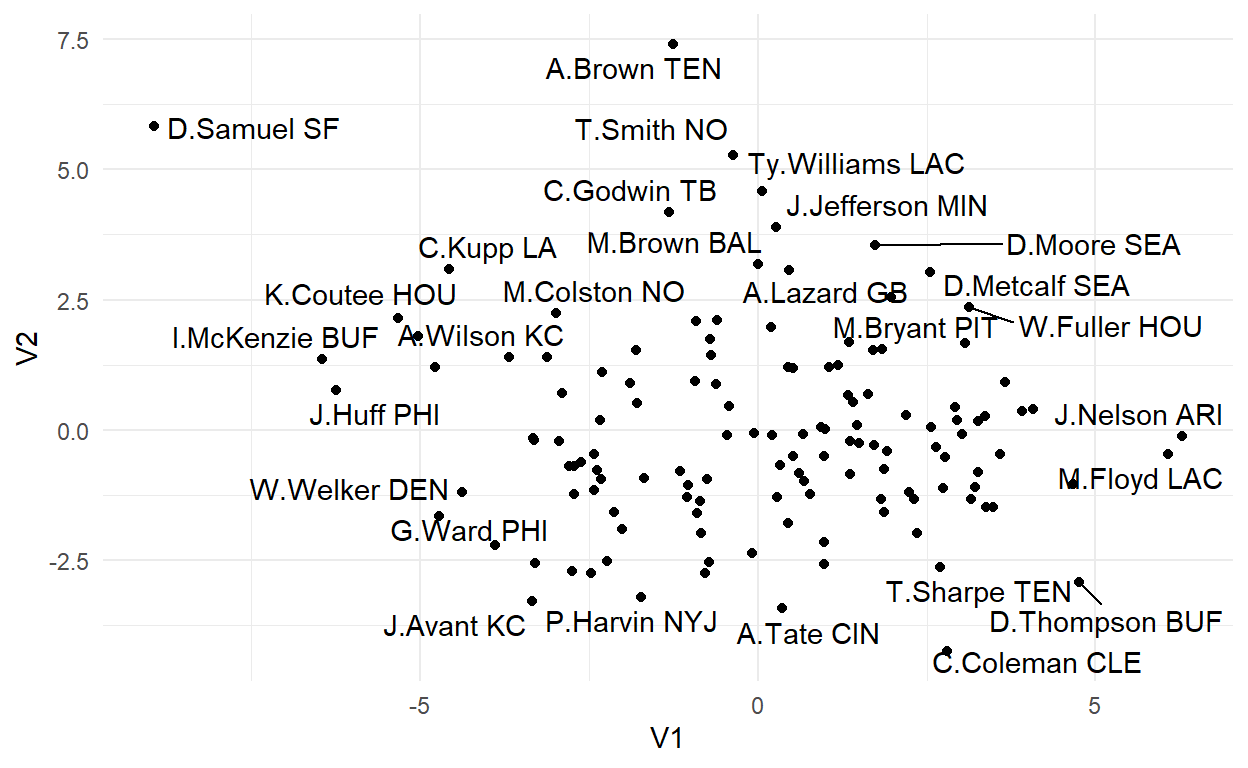 7.5
A.Brown TEN
D.Samuel SF
T.Smith NO
5.0
Ty.Williams LAC
C.Godwin TB
J.Jefferson MIN
C.Kupp LA
M.Brown BAL
D.Moore SEA
K.Coutee HOU
M.Colston NO
A.Lazard GB
D.Metcalf SEA
2.5
I.McKenzie BUF
A.Wilson KC
M.Bryant PIT
W.Fuller HOU
V2
J.Huff PHI
J.Nelson ARI
0.0
W.Welker DEN
M.Floyd LAC
G.Ward PHI
-2.5
T.Sharpe TEN
J.Avant KC
P.Harvin NYJ
A.Tate CIN
D.Thompson BUF
C.Coleman CLE
-5
0
5
V1